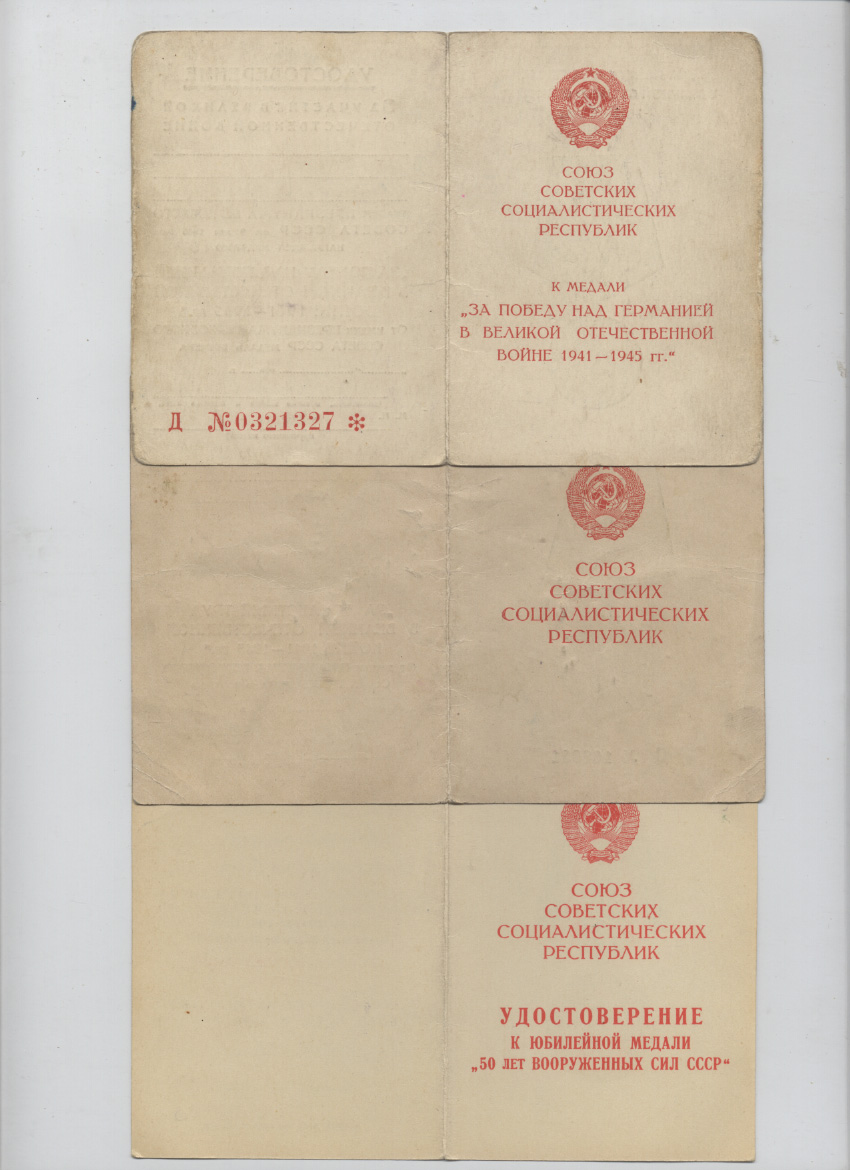 СОЮЗ
СОВЕТСКИХ
СОЦИАЛИСТИЧЕСКИХ
РЕСПУБЛИК
К МЕДАЛИ
„ЗА ПОБЕДУ НАД ГЕРМАНИЕЙ
В ВЕЛИКОЙ ОТЕЧЕСТВЕННОЙ
ВОЙНЕ 1941—1945 гг.“
Д №0321327 *
СОЮЗ
СОВЕТСКИХ
СОЦИАЛИСТИЧЕСКИХ
РЕСПУБЛИК
СОЮЗ
СОВЕТСКИХ
СОЦИАЛИСТИЧЕСКИХ
РЕСПУБЛИК
УДОСТОВЕРЕНИЕ
К ЮБИЛЕЙНОЙ МЕДАЛИ
„50 ЛЕТ ВООРУЖЕННЫХ СИЛ СССР“